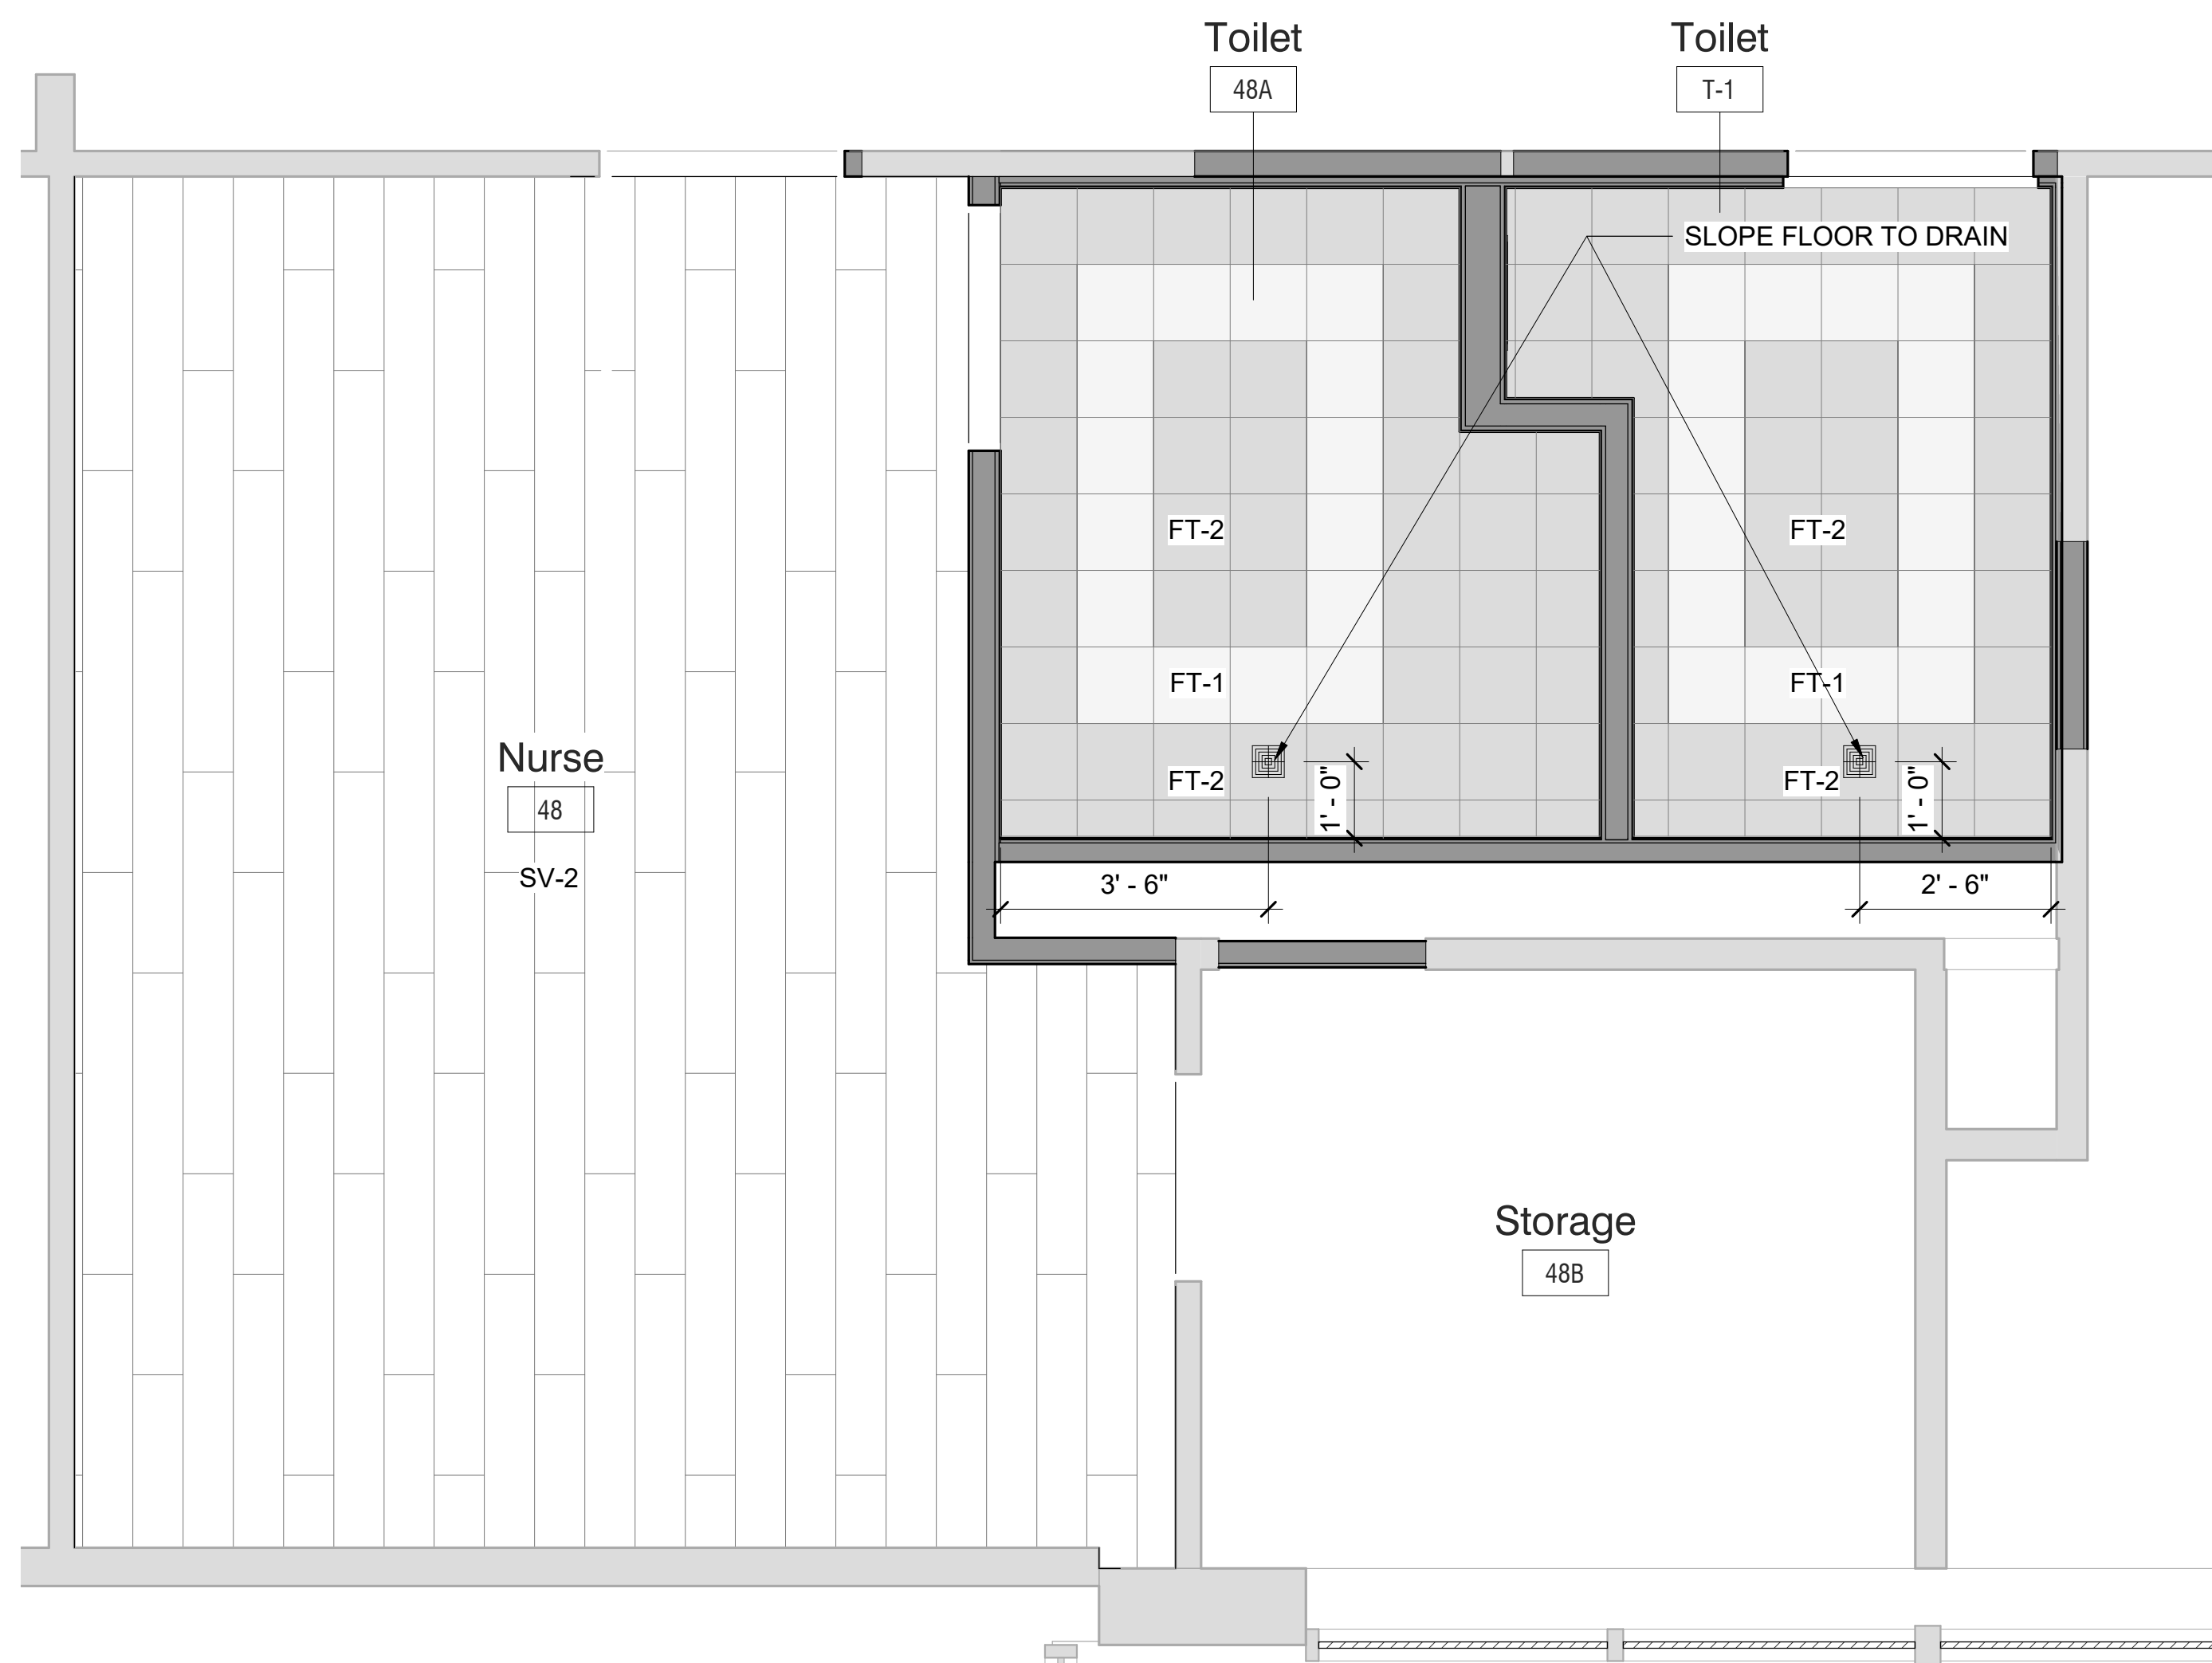 Toilet
48A
Toilet
T-1
SLOPE FLOOR TO DRAIN
FT-2
FT-2
FT-1
FT-1
Nurse
48
SV-2
FT-2
1' - 0"
FT-2
1' - 0"
3' - 6"
2' - 6"
Storage
48B